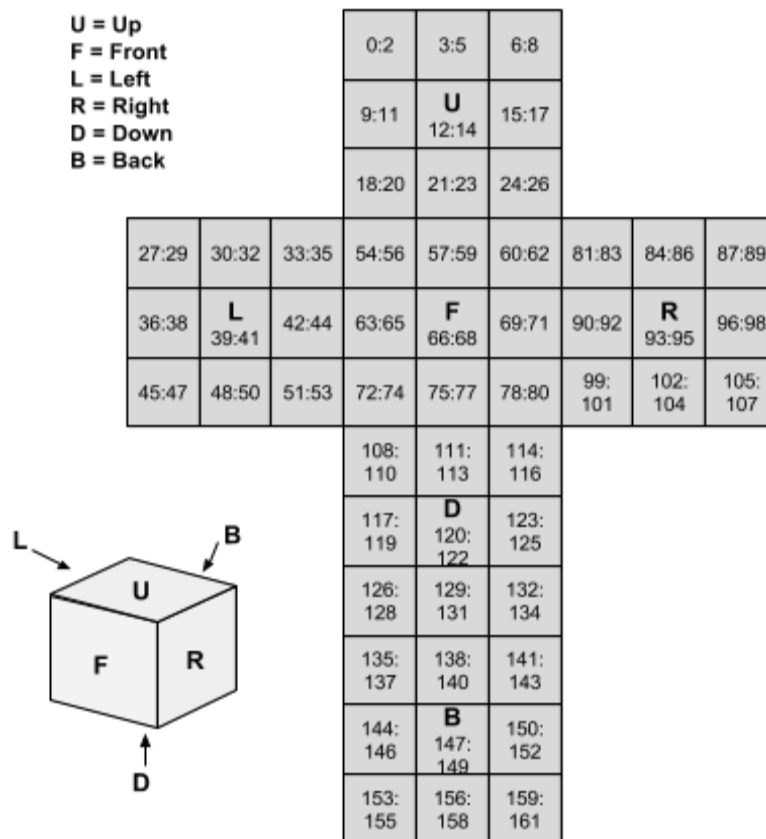 U = Up
F = Front
L = Left
R = Right
D = Down
B = Back
0:2 3:5 6:8
9:11 U 12:14 15:17
18:20 21:23 24:26
27:29 30:32 33:35 54:56 57:59 60:62 81:83 84:86 87:89
36:38 L 39:41 42:44 63:65 F 66:68 69:71 90:92 R 93:95 96:98
45:47 48:50 51:53 72:74 75:77 78:80 99: 101 102: 104 105: 107
108: 110 111: 113 114: 116
117: 119 D 120: 122 123: 125
126: 128 129: 131 132: 134
135: 137 138: 140 141: 143
144: 146 B 147: 149 150: 152
153: 155 156: 158 159: 161
L B
U
F R
D